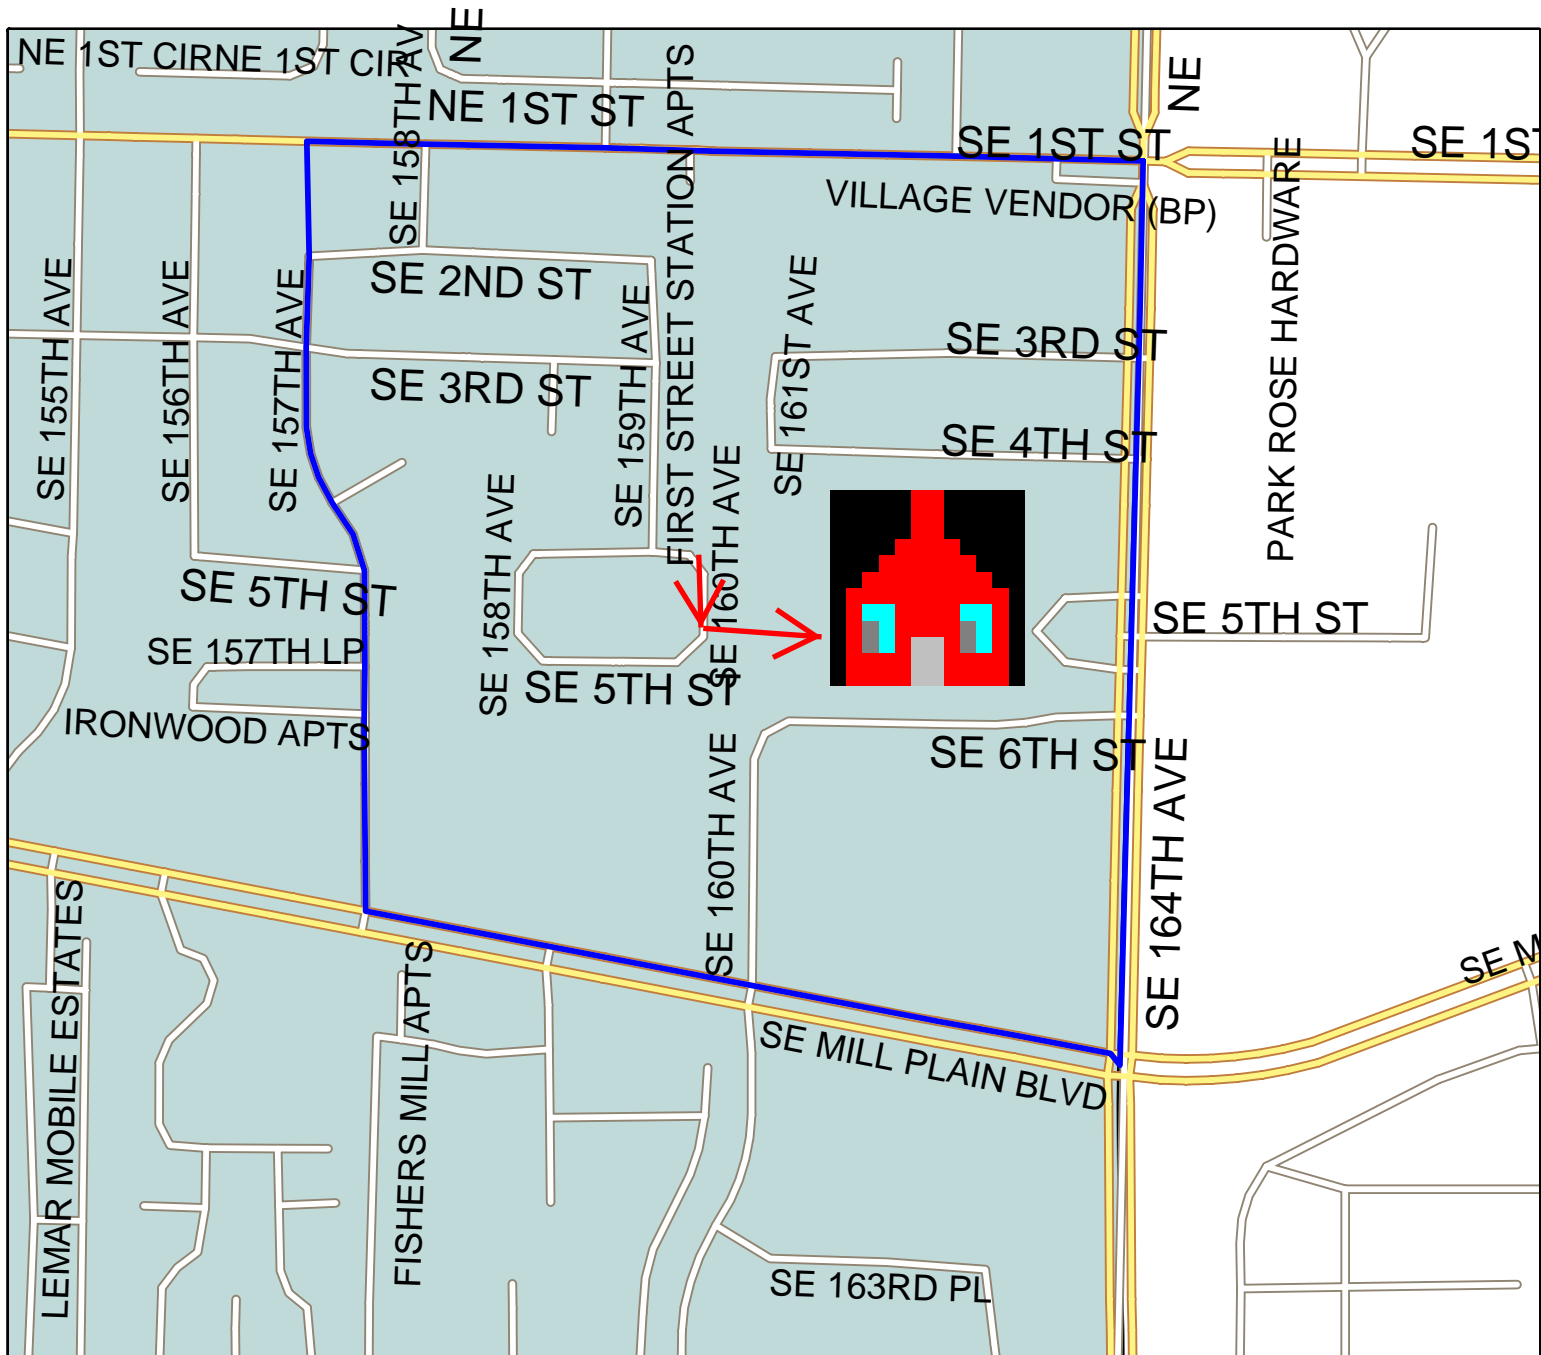 NE 1ST CIR
NE 1ST CIR
SE 158TH AV
NE
NE 1ST ST
FIRST STREET STATION APTS
NE
SE 1ST ST
SE 1ST
VILLAGE VENDOR (BP)
PARK ROSE HARDWARE
SE 155TH AVE
SE 156TH AVE
SE 157TH AVE
SE 2ND ST
SE 159TH AVE
SE 161ST AVE
SE 3RD ST
SE 3RD ST
SE 4TH ST
SE 158TH AVE
SE 160TH AVE
SE 5TH ST
SE 5TH ST
SE 157TH LP
SE 5TH ST
IRONWOOD APTS
SE 6TH ST
SE 160TH AVE
SE 164TH AVE
LEMAR MOBILE ESTATES
FISHERS MILL APTS
SE M
SE MILL PLAIN BLVD
SE 163RD PL